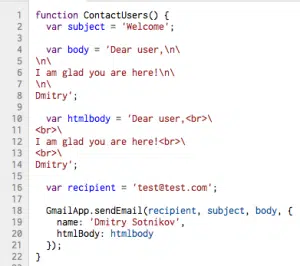 1 function ContactUsers() {
2 var subject = 'Welcome';
3
4 var body = 'Dear user,\n\
5 \n\
6 I am glad you are here!\n\
7 \n\
8 Dmitry';
9
10 var htmlbody = 'Dear user,<br>\
11 <br>\
12 I am glad you are here!<br>\
13 <br>\
14 Dmitry';
15
16 var recipient = 'test@test.com';
17
18 GmailApp.sendEmail(recipient, subject, body, {
19 name: 'Dmitry Sotnikov',
20 htmlBody: htmlbody
21 });
22 }